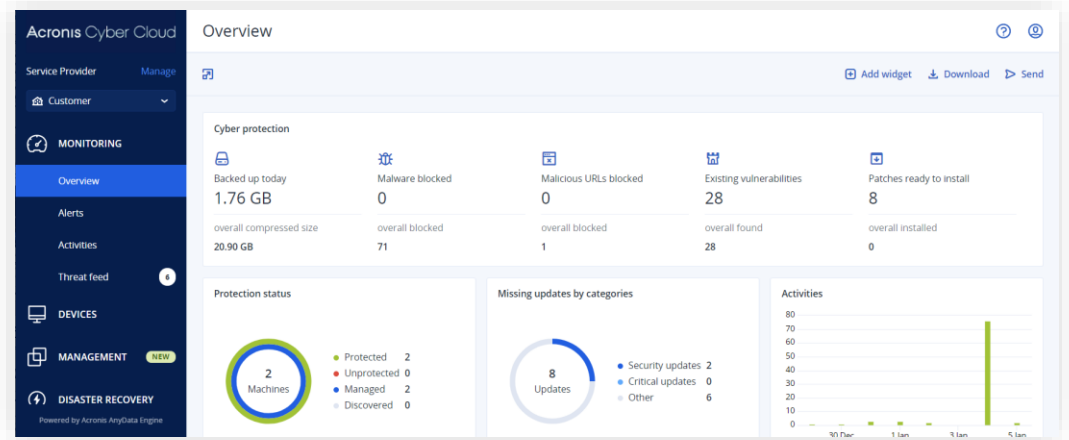 Acronis Cyber Cloud
Service Provider Manage
Customer
MONITORING
Overview
Alerts
Activities
Threat feed 6
DEVICES
MANAGEMENT NEW
DISASTER RECOVERY
Powered by Acronis AnyData Engine
Overview
Add widget Download Send
Cyber protection
Backed up today
1.76 GB
overall compressed size
20.90 GB
Malware blocked
0
overall blocked
71
Malicious URLs blocked
0
overall blocked
1
Existing vulnerabilities
28
overall found
28
Patches ready to install
8
overall installed
0
Protection status
2
Machines
Protected 2
Unprotected 0
Managed 2
Discovered 0
Missing updates by categories
8
Updates
Security updates 2
Critical updates 0
Other 6
Activities
80
70
60
50
40
30
20
10
0
30 Dec 1 Jan 3 Jan 5 Jan